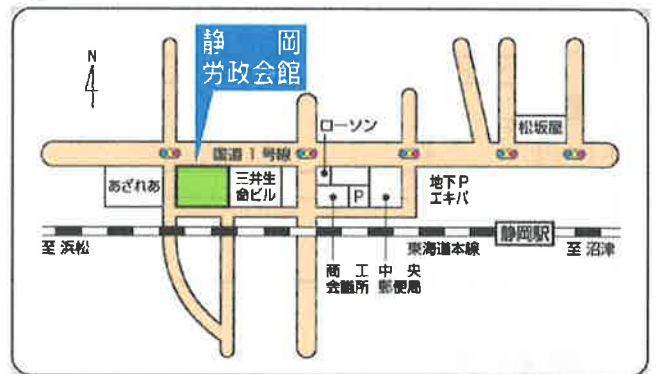 静岡
労政会館
N
ローソン
松坂屋
国道1号線
あざれあ
三井生
命ビル
P
地下P
エキパ
静岡駅
至 浜松
東海道本線
至 沼津
商工
会議所
中央
郵便局